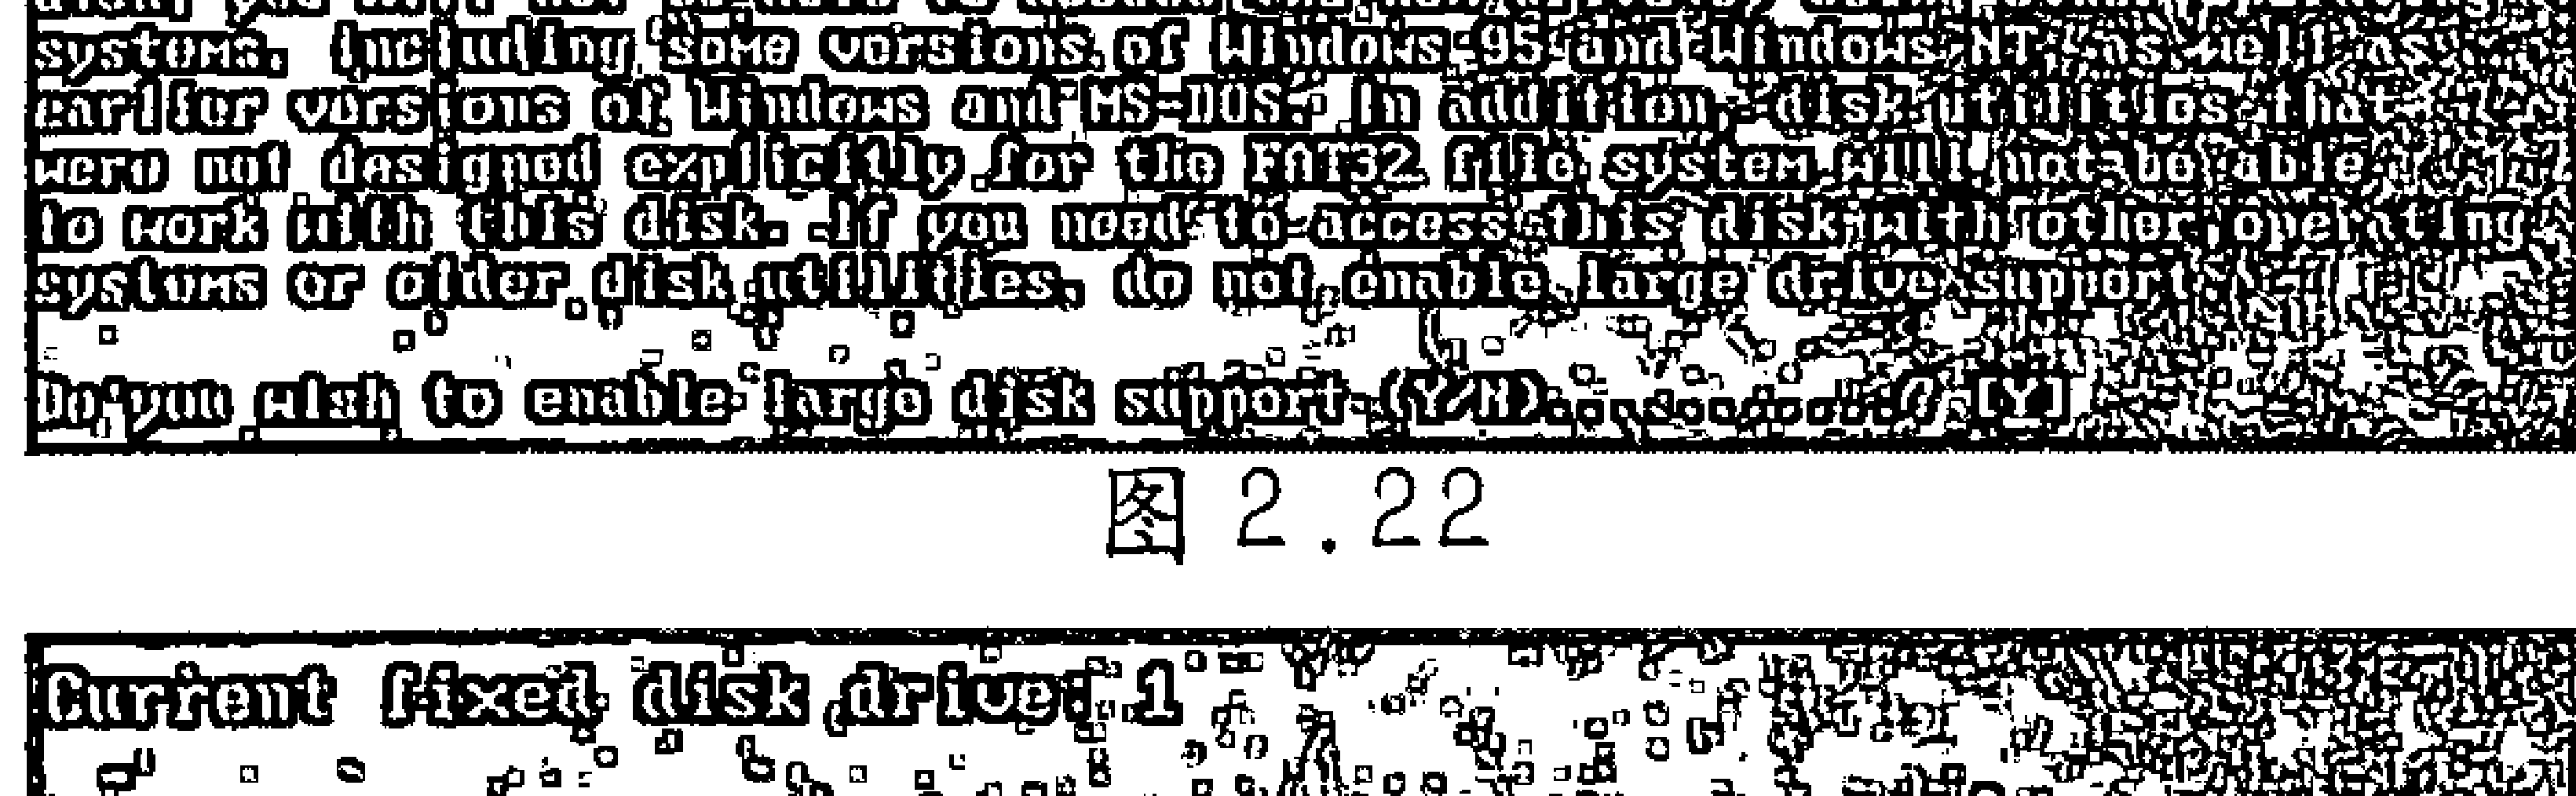 systems, including some versions of Windows 95 and Windows NT, as well as
earlier versions of Windows and MS-DOS. In addition, disk utilities that
were not designed explicitly for the FAT32 file system will not be able
to work with this disk. If you need to access this disk with other operating
systems or older disk utilities, do not enable large drive support.
Do you wish to enable large disk support (Y/N)...........? [Y]
图 2.22
Current fixed disk drive: 1